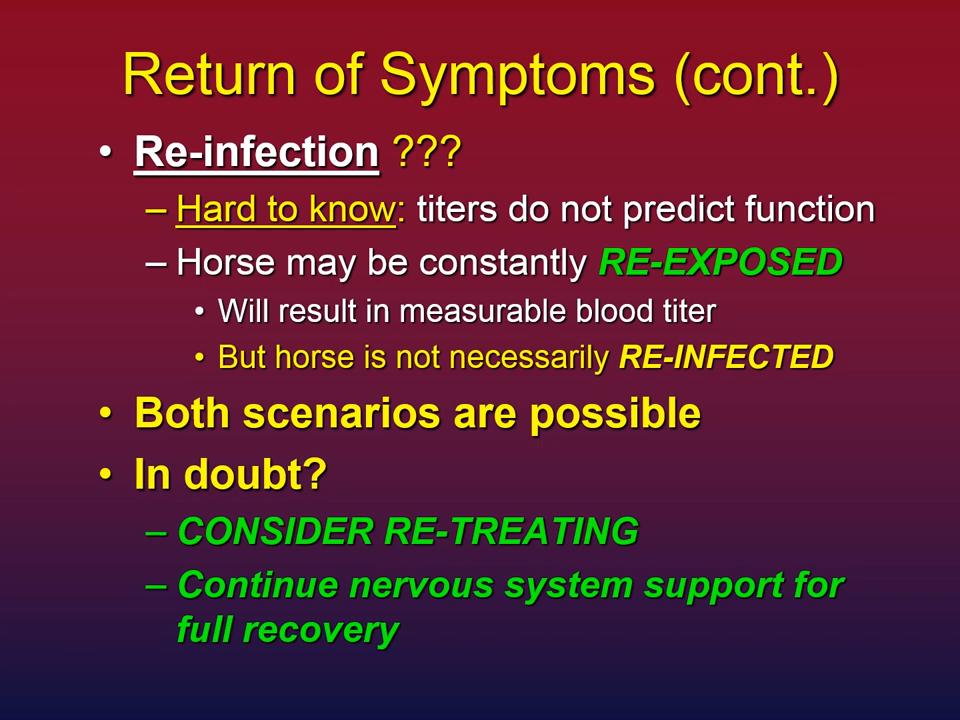 Return of Symptoms (cont.)
• Re-infection ???
– Hard to know: titers do not predict function
– Horse may be constantly RE-EXPOSED
• Will result in measurable blood titer
• But horse is not necessarily RE-INFECTED
• Both scenarios are possible
• In doubt?
– CONSIDER RE-TREATING
– Continue nervous system support for
full recovery